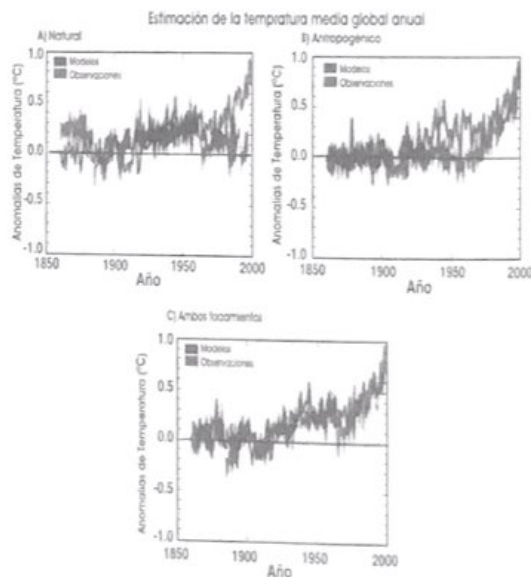 Estimación de la tempratura media global anual
A) Natural
Anomalías de Temperatura (°C)
1.0
0.5
0.0
-0.5
-1.0
Modelos
Observaciones
1850
1900
1950
2000
Año
B) Antropogénico
Anomalías de Temperatura (°C)
1.0
0.5
0.0
-0.5
-1.0
Modelos
Observaciones
1850
1900
1950
2000
Año
C) Ambos focamientos
Anomalías de Temperatura (°C)
1.0
0.5
0.0
-0.5
-1.0
Modelos
Observaciones
1850
1900
1950
2000
Año